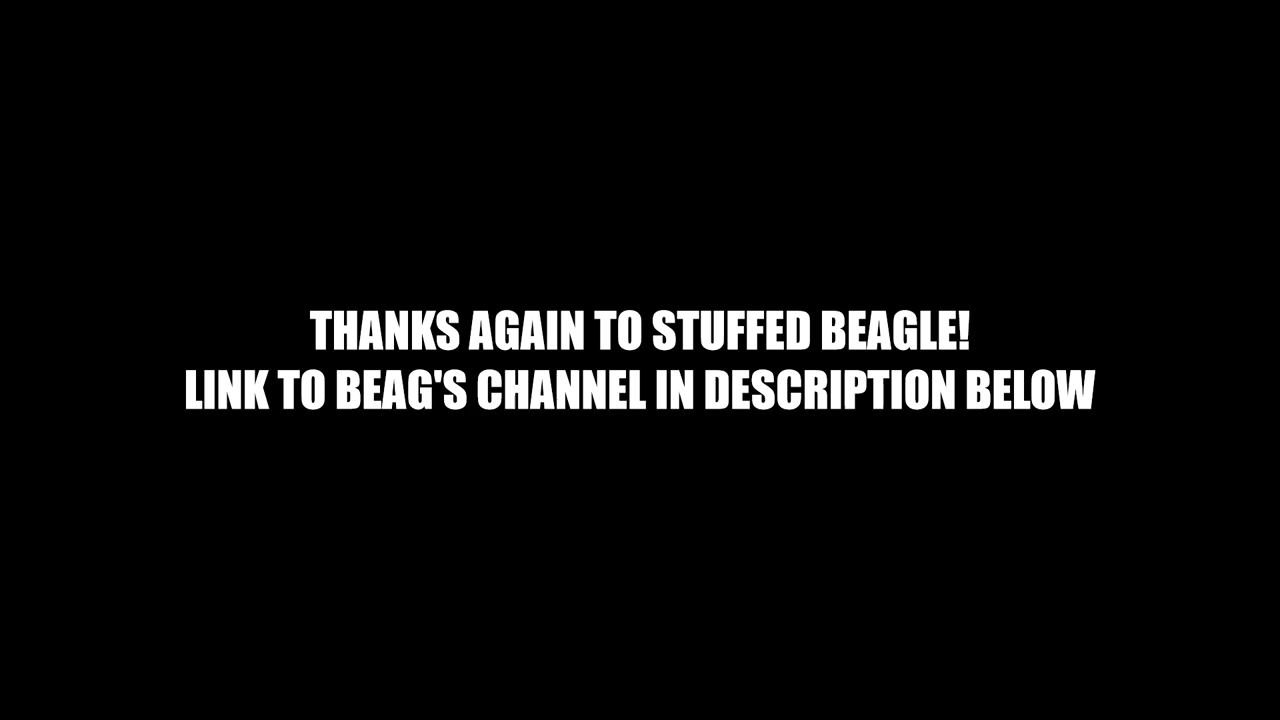 THANKS AGAIN TO STUFFED BEAGLE!
LINK TO BEAG'S CHANNEL IN DESCRIPTION BELOW